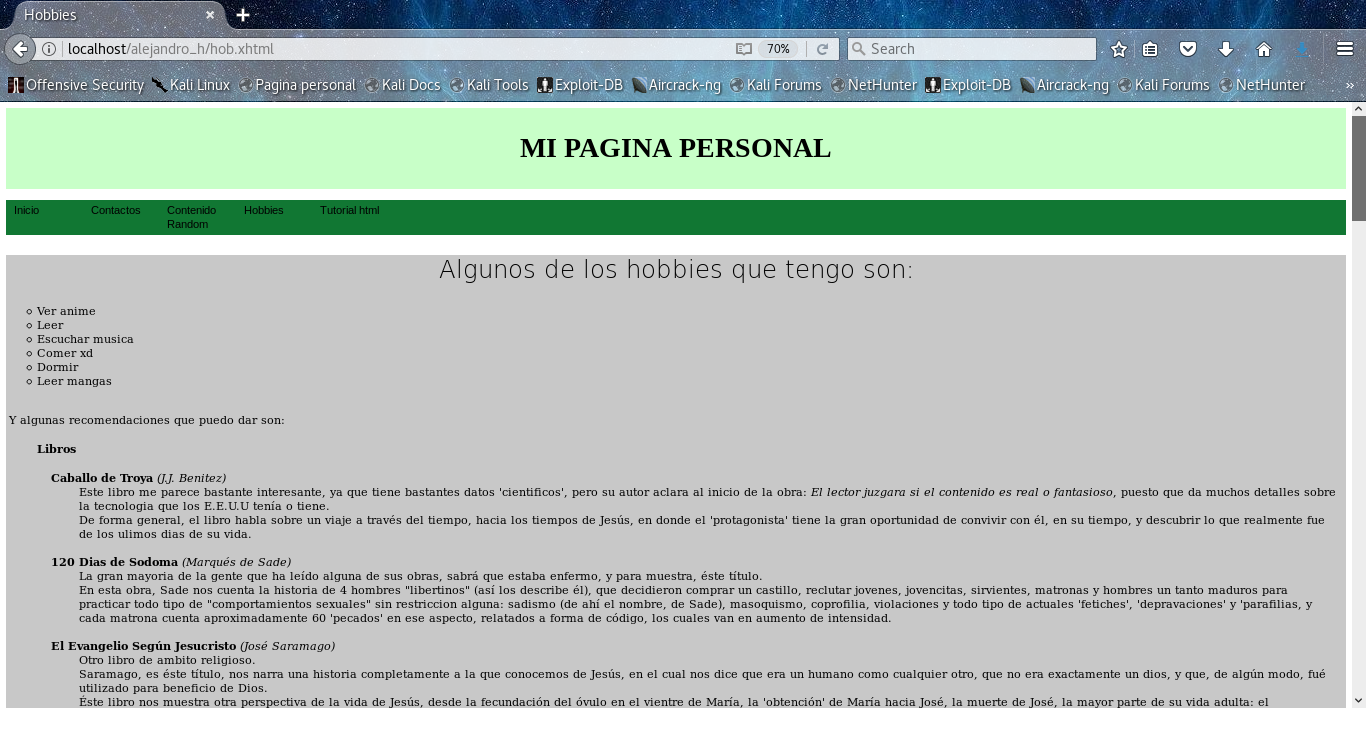 Hobbies
localhost/alejandro_h/hob.xhtml
70%
Search
Offensive Security
Kali Linux
Pagina personal
Kali Docs
Kali Tools
Exploit-DB
Aircrack-ng
Kali Forums
NetHunter
Exploit-DB
Aircrack-ng
Kali Forums
NetHunter
MI PAGINA PERSONAL
Inicio
Contactos
Contenido
Random
Hobbies
Tutorial html
Algunos de los hobbies que tengo son:
Ver anime
Leer
Escuchar musica
Comer xd
Dormir
Leer mangas
Y algunas recomendaciones que puedo dar son:
Libros
Caballo de Troya (J.J. Benitez)
Este libro me parece bastante interesante, ya que tiene bastantes datos 'cientificos', pero su autor aclara al inicio de la obra: El lector juzgara si el contenido es real o fantasioso, puesto que da muchos detalles sobre
la tecnologia que los E.E.U.U tenía o tiene.
De forma general, el libro habla sobre un viaje a través del tiempo, hacia los tiempos de Jesús, en donde el 'protagonista' tiene la gran oportunidad de convivir con él, en su tiempo, y descubrir lo que realmente fue
de los ulimos dias de su vida.
120 Dias de Sodoma (Marqués de Sade)
La gran mayoria de la gente que ha leído alguna de sus obras, sabrá que estaba enfermo, y para muestra, éste título.
En esta obra, Sade nos cuenta la historia de 4 hombres "libertinos" (así los describe él), que decidieron comprar un castillo, reclutar jovenes, jovencitas, sirvientes, matronas y hombres un tanto maduros para
practicar todo tipo de "comportamientos sexuales" sin restriccion alguna: sadismo (de ahí el nombre, de Sade), masoquismo, coprofilia, violaciones y todo tipo de actuales 'fetiches', 'depravaciones' y 'parafilias, y
cada matrona cuenta aproximadamente 60 'pecados' en ese aspecto, relatados a forma de código, los cuales van en aumento de intensidad.
El Evangelio Según Jesucristo (José Saramago)
Otro libro de ambito religioso.
Saramago, es éste título, nos narra una historia completamente a la que conocemos de Jesús, en el cual nos dice que era un humano como cualquier otro, que no era exactamente un dios, y que, de algún modo, fué
utilizado para beneficio de Dios.
Éste libro nos muestra otra perspectiva de la vida de Jesús, desde la fecundación del óvulo en el vientre de María, la 'obtención' de María hacia José, la muerte de José, la mayor parte de su vida adulta: el